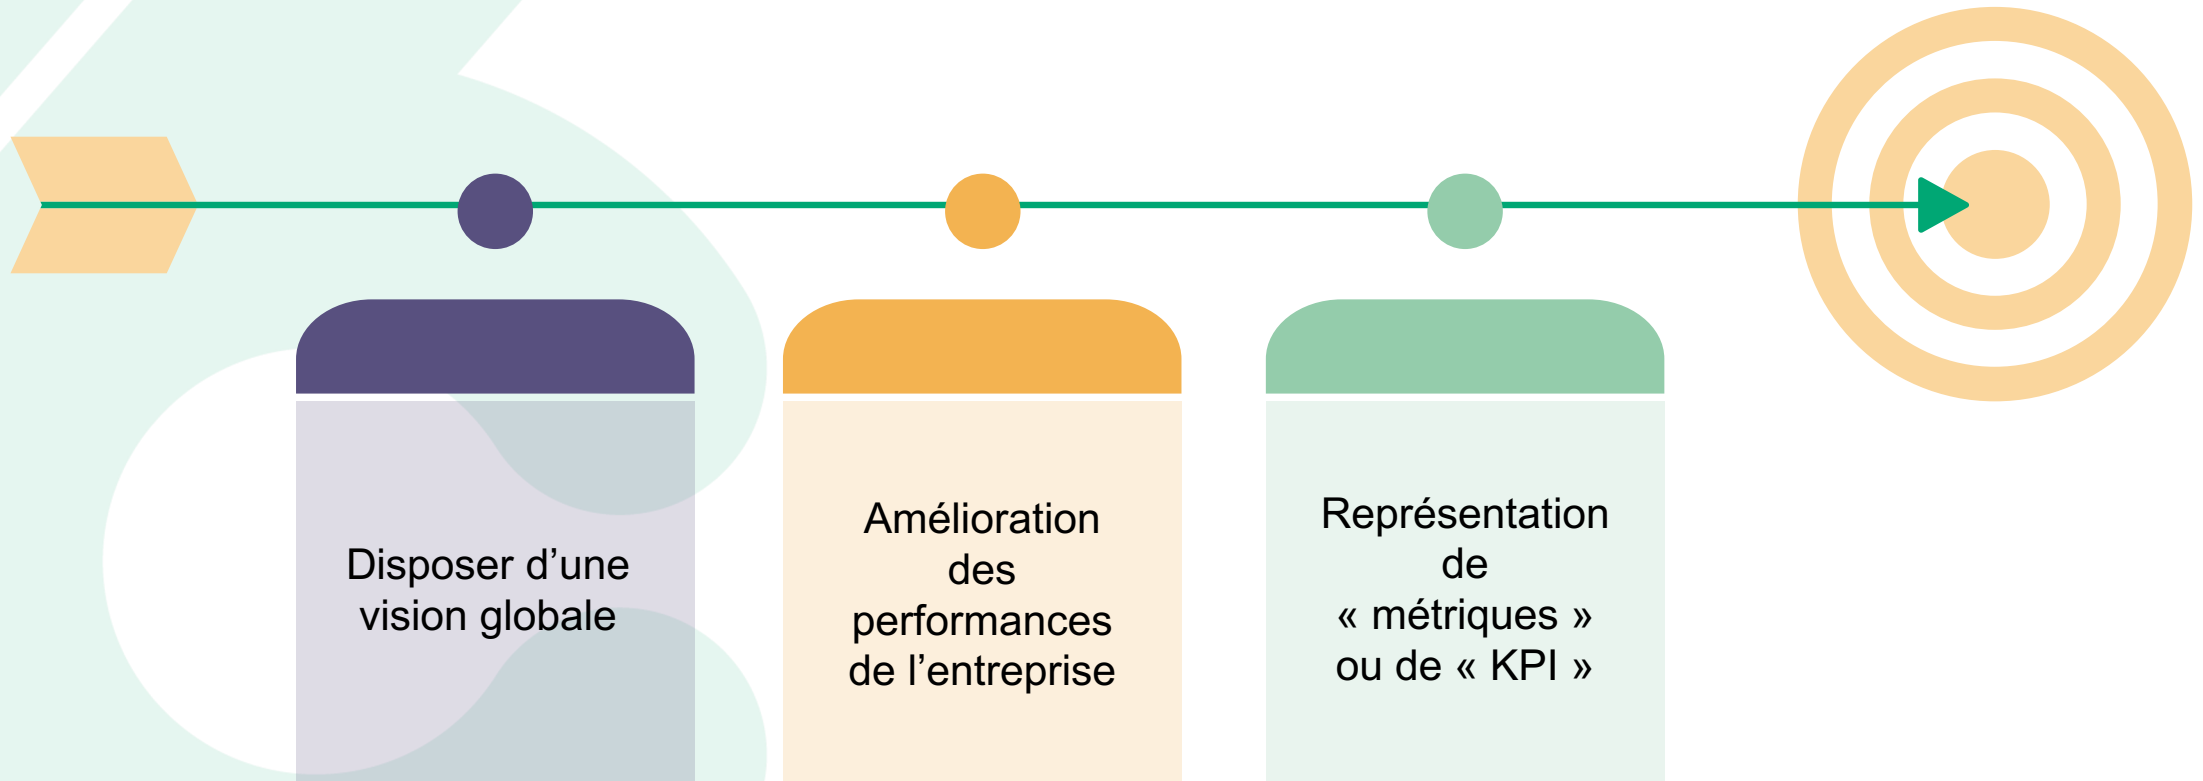 Disposer d’une
vision globale
Amélioration
des
performances
de l’entreprise
Représentation
de
« métriques »
ou de « KPI »